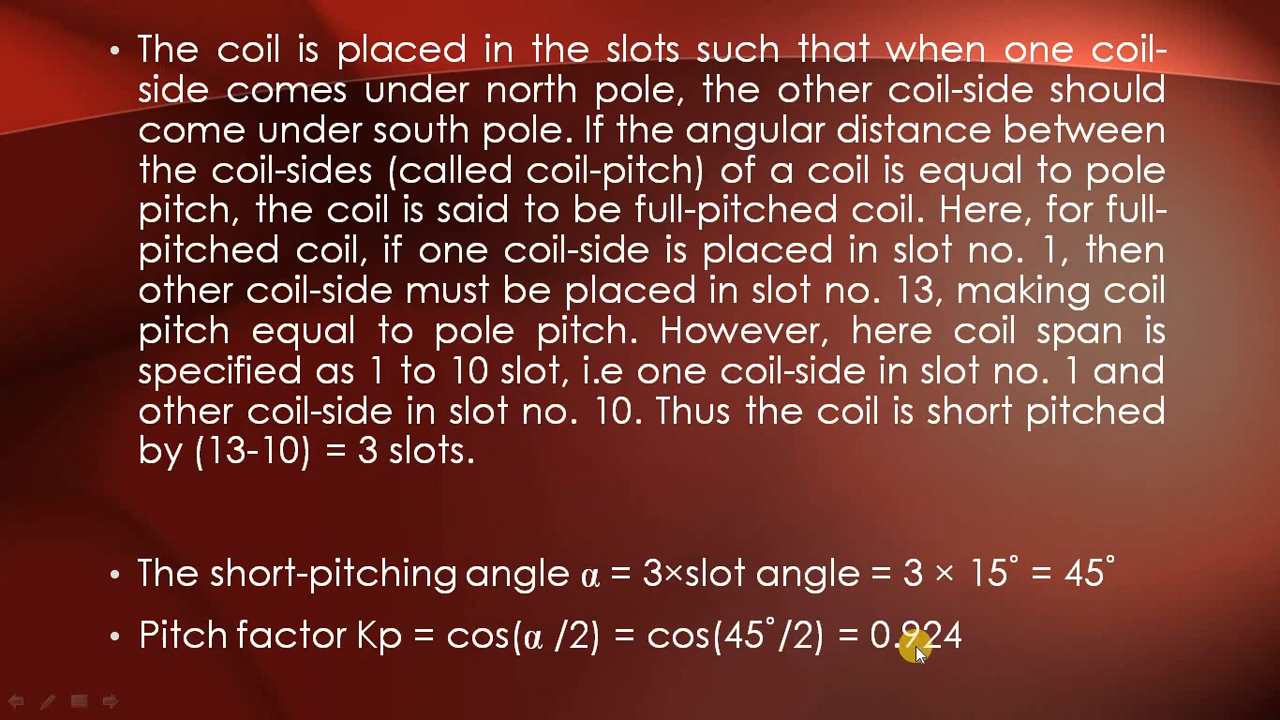 • The coil is placed in the slots such that when one coil-
side comes under north pole, the other coil-side should
come under south pole. If the angular distance between
the coil-sides (called coil-pitch) of a coil is equal to pole
pitch, the coil is said to be full-pitched coil. Here, for full-
pitched coil, if one coil-side is placed in slot no. 1, then
other coil-side must be placed in slot no. 13, making coil
pitch equal to pole pitch. However, here coil span is
specified as 1 to 10 slot, i.e one coil-side in slot no. 1 and
other coil-side in slot no. 10. Thus the coil is short pitched
by (13-10) = 3 slots.
• The short-pitching angle α = 3×slot angle = 3 × 15° = 45°
• Pitch factor Kp = cos(α /2) = cos(45°/2) = 0.924